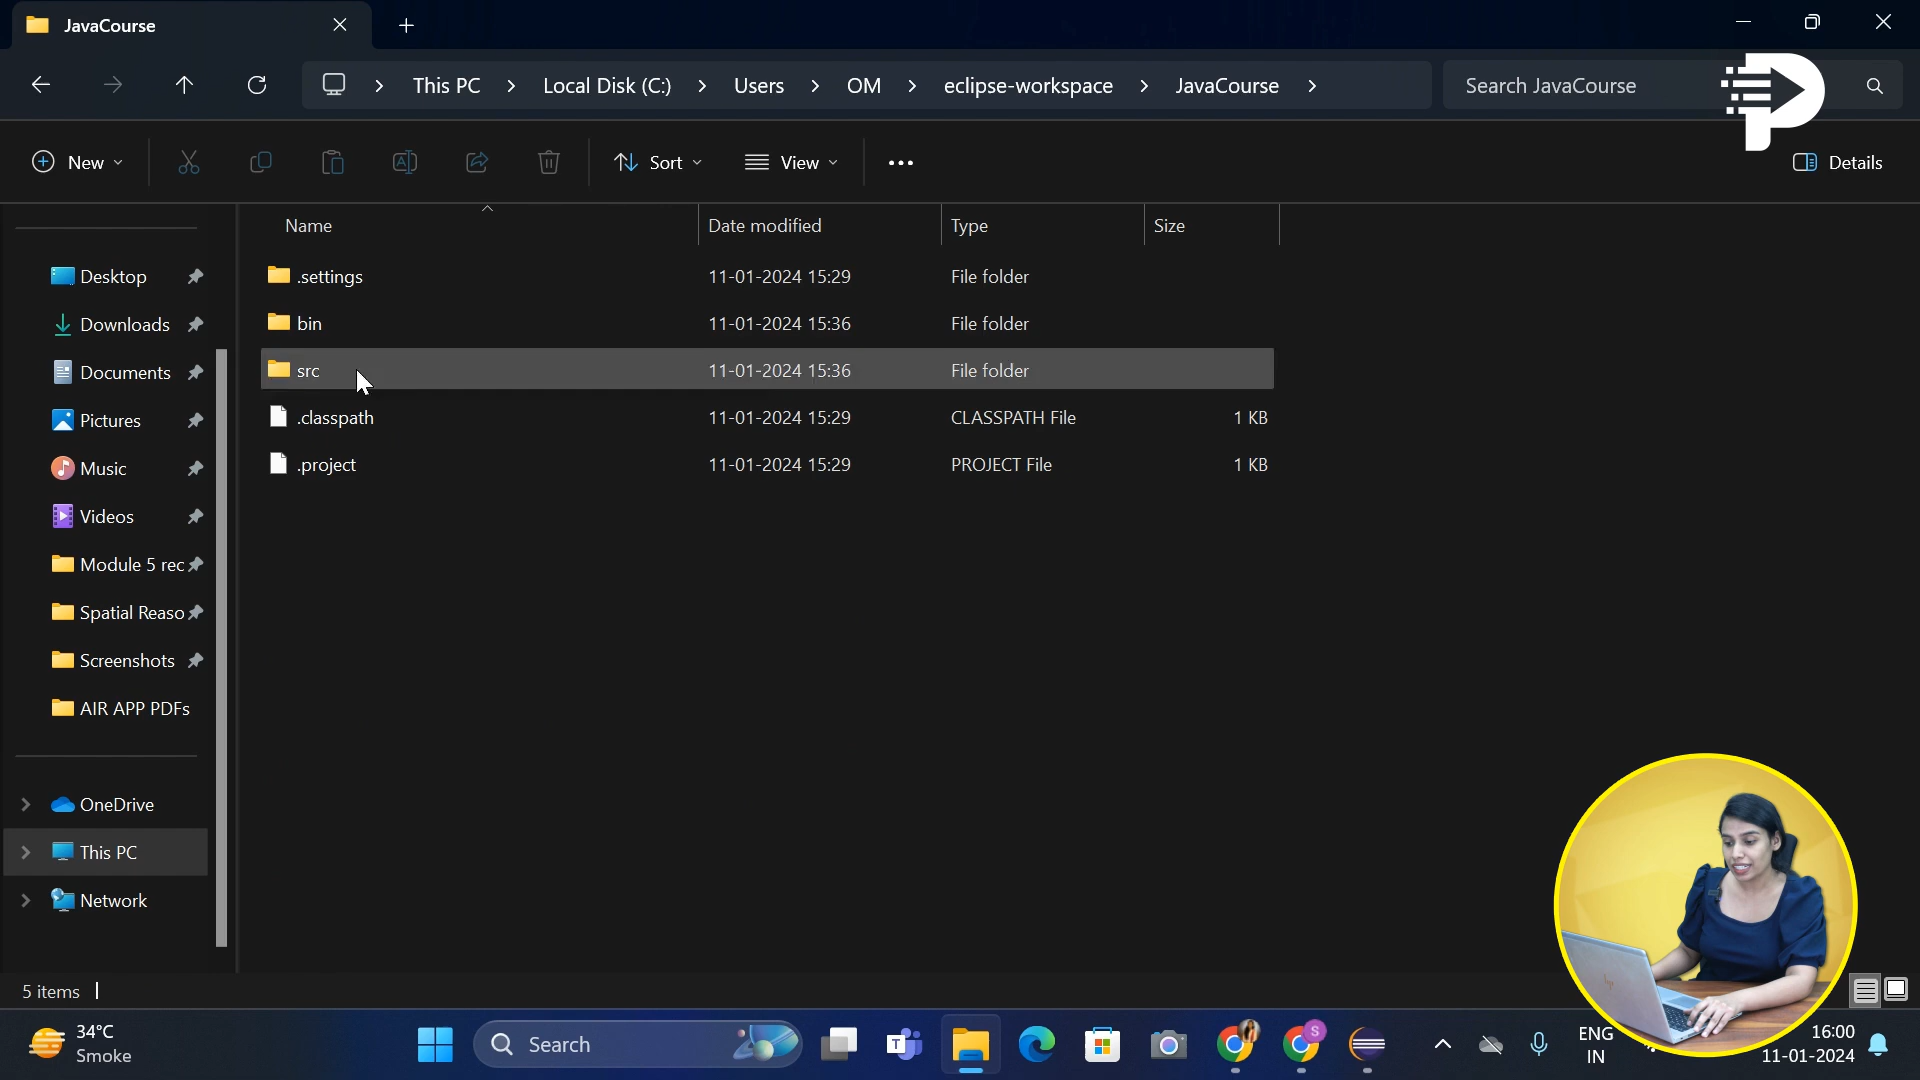 JavaCourse
This PC > Local Disk (C:) > Users > OM > eclipse-workspace > JavaCourse >
Search JavaCourse
New
Sort
View
Details
Name
Date modified
Type
Size
Desktop
Downloads
Documents
Pictures
Music
Videos
Module 5 rec
Spatial Reaso
Screenshots
AIR APP PDFs
OneDrive
This PC
Network
.settings 11-01-2024 15:29 File folder
bin 11-01-2024 15:36 File folder
src 11-01-2024 15:36 File folder
.classpath 11-01-2024 15:29 CLASSPATH File 1 KB
.project 11-01-2024 15:29 PROJECT File 1 KB
5 items
34°C
Smoke
Search
T
S
ENG
IN
16:00
11-01-2024